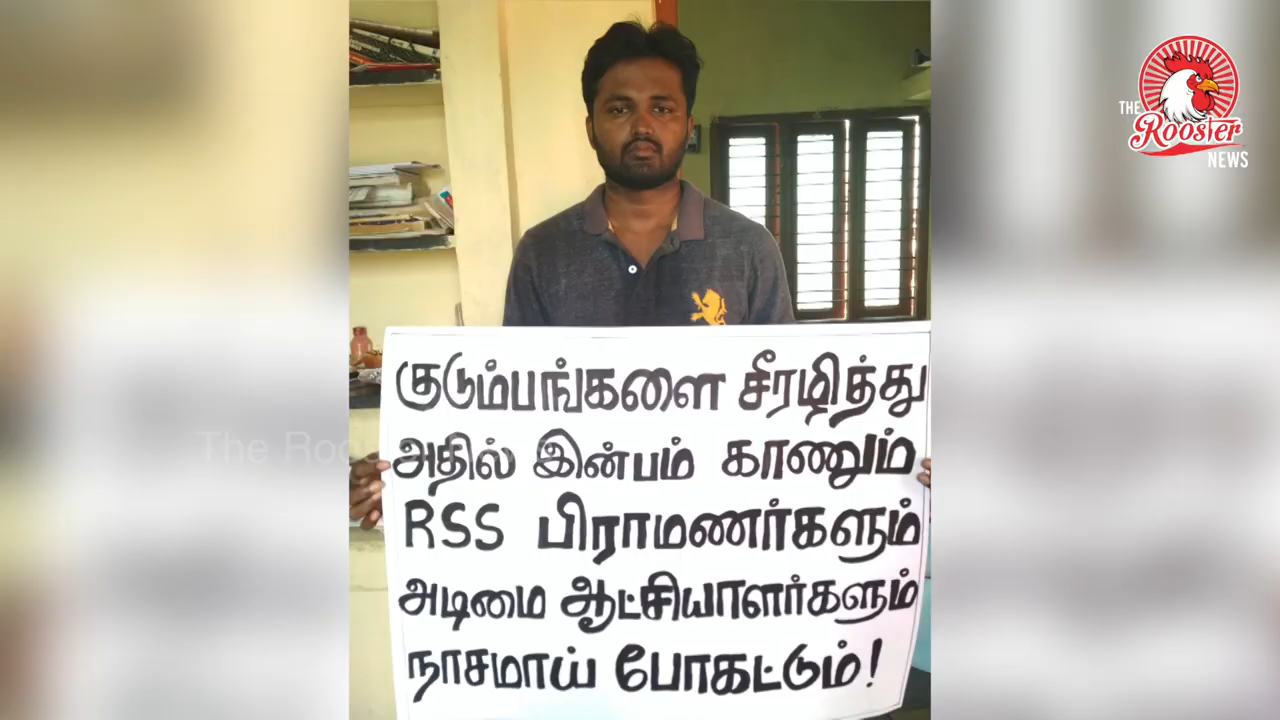 THE
Rooster
NEWS
குடும்பங்களை சீரழித்து
அதில் இன்பம் காணும்
RSS பிராமணர்களும்
அடிமை ஆட்சியாளர்களும்
நாசமாய் போகட்டும்!